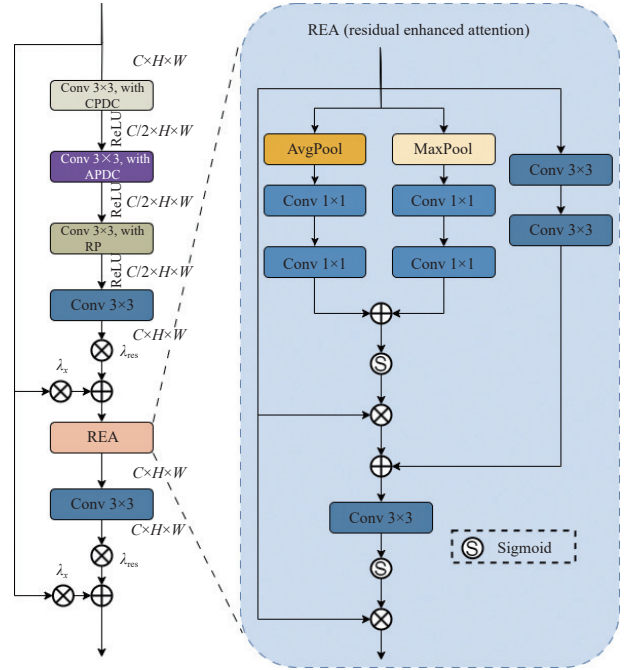 C×H×W
Conv 3×3, with
CPDC
ReLU
C/2×H×W
Conv 3×3, with
APDC
ReLU
C/2×H×W
Conv 3×3, with
RP
ReLU
C/2×H×W
Conv 3×3
C×H×W
λres
λx
REA
C×H×W
Conv 3×3
C×H×W
λres
λx
REA (residual enhanced attention)
AvgPool
MaxPool
Conv 1×1
Conv 1×1
Conv 1×1
Conv 1×1
Conv 3×3
Conv 3×3
S
Conv 3×3
S
S Sigmoid